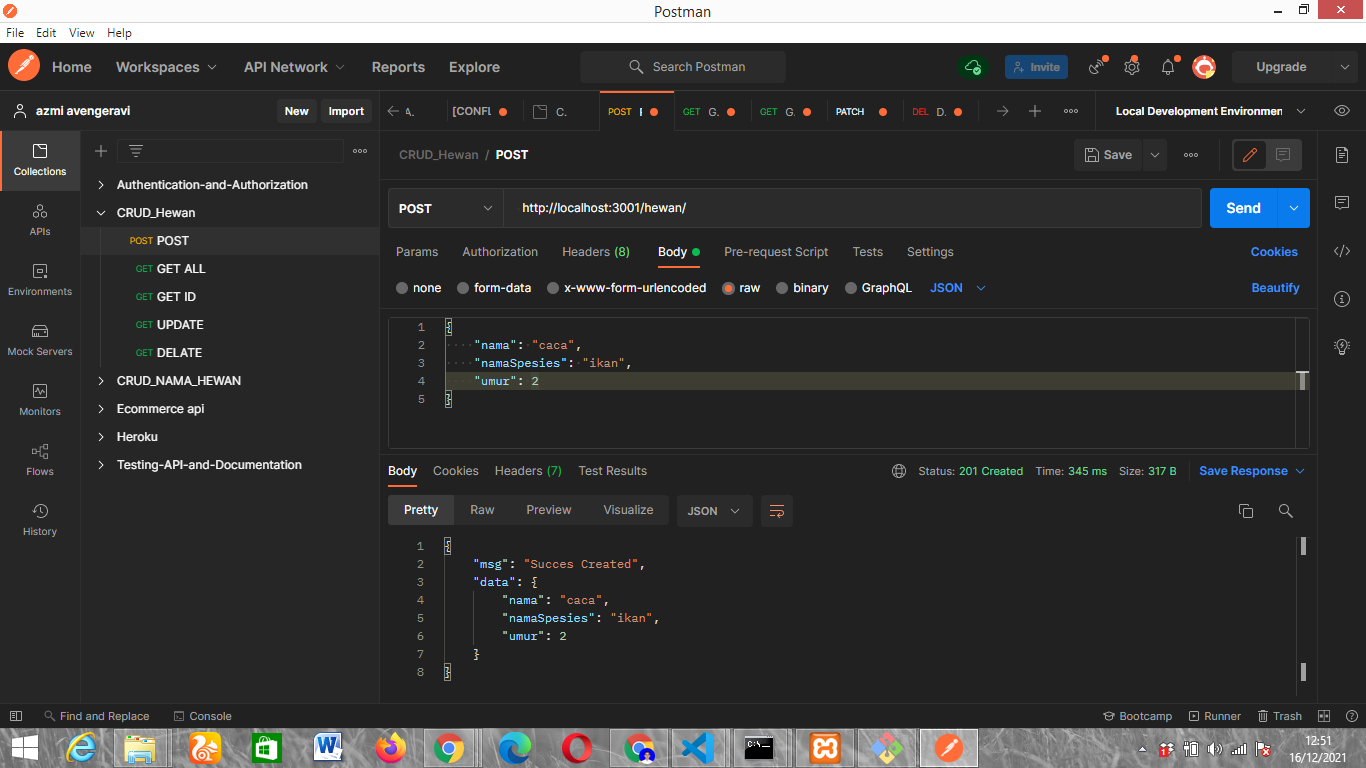 Postman
File Edit View Help
Home Workspaces API Network Reports Explore Search Postman Invite Upgrade
azmi avengeravi New Import
A. [CONFL C. POST F GET G. GET G. PATCH DEL D. Local Development Environmen
CRUD_Hewan / POST Save
Collections
APIs
Environments
Mock Servers
Monitors
Flows
History
Authentication-and-Authorization
CRUD_Hewan
POST POST
GET GET ALL
GET GET ID
GET UPDATE
GET DELATE
CRUD_NAMA_HEWAN
Ecommerce api
Heroku
Testing-API-and-Documentation
POST http://localhost:3001/hewan/ Send
Params Authorization Headers (8) Body Pre-request Script Tests Settings Cookies
none form-data x-www-form-urlencoded raw binary GraphQL JSON Beautify
1 {
2 "nama": "caca",
3 "namaSpesies": "ikan",
4 "umur": 2
5 }
Body Cookies Headers (7) Test Results Status: 201 Created Time: 345 ms Size: 317 B Save Response
Pretty Raw Preview Visualize JSON
1 {
2 "msg": "Succes Created",
3 "data": {
4 "nama": "caca",
5 "namaSpesies": "ikan",
6 "umur": 2
7 }
8 }
Find and Replace Console Bootcamp Runner Trash
12:51
16/12/2021